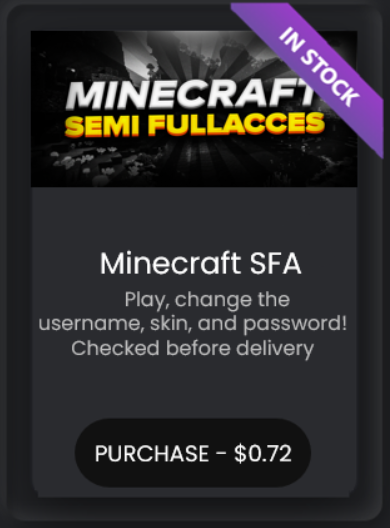 IN STOCK
MINECRAFT
SEMI FULLACCES
Minecraft SFA
Play, change the
username, skin, and password!
Checked before delivery
PURCHASE - $0.72